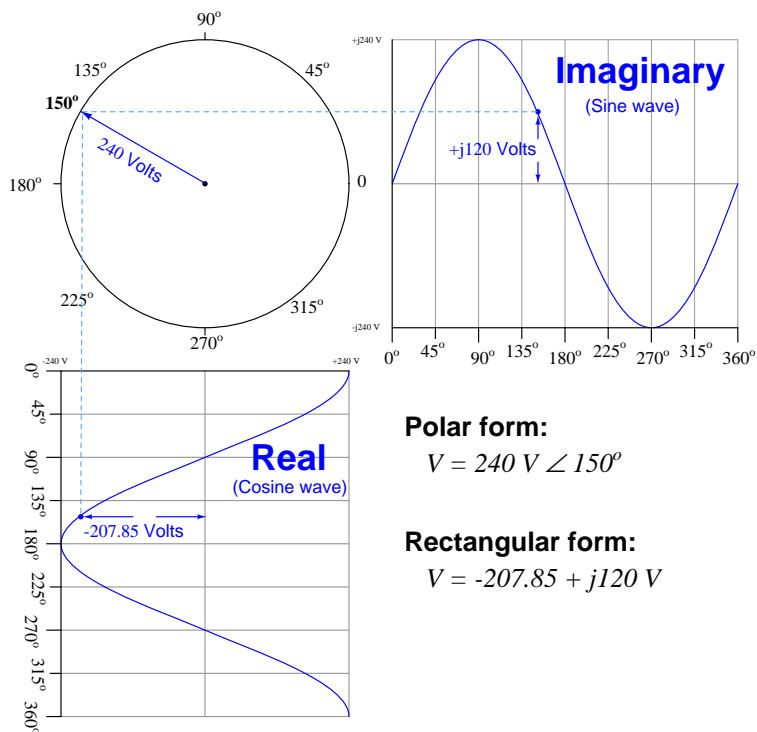 90°
135°
45°
150°
240 Volts
180°
0
225°
315°
270°
+j240 V
Imaginary
(Sine wave)
+j120 Volts
-j240 V
0° 45° 90° 135° 180° 225° 270° 315° 360°
-240 V +240 V
0°
45°
90°
135°
180°
225°
270°
315°
360°
Real
(Cosine wave)
-207.85 Volts
Polar form:
V = 240 V ∠ 150°
Rectangular form:
V = -207.85 + j120 V